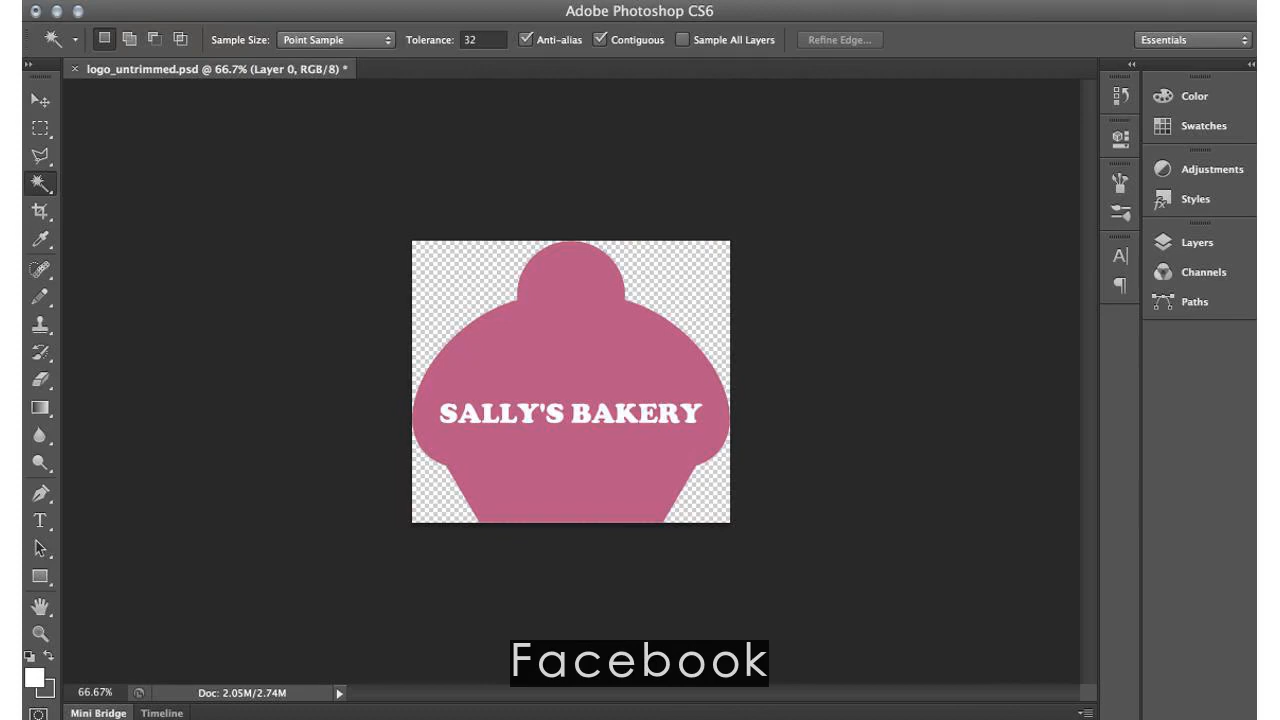 Adobe Photoshop CS6
Sample Size: Point Sample Tolerance: 32 Anti-alias Contiguous Sample All Layers Refine Edge... Essentials
logo_untrimmed.psd @ 66.7% (Layer 0, RGB/8) *
Color
Swatches
Adjustments
Styles
Layers
Channels
Paths
SALLY'S BAKERY
Facebook
66.67% Doc: 2.05M/2.74M
Mini Bridge Timeline